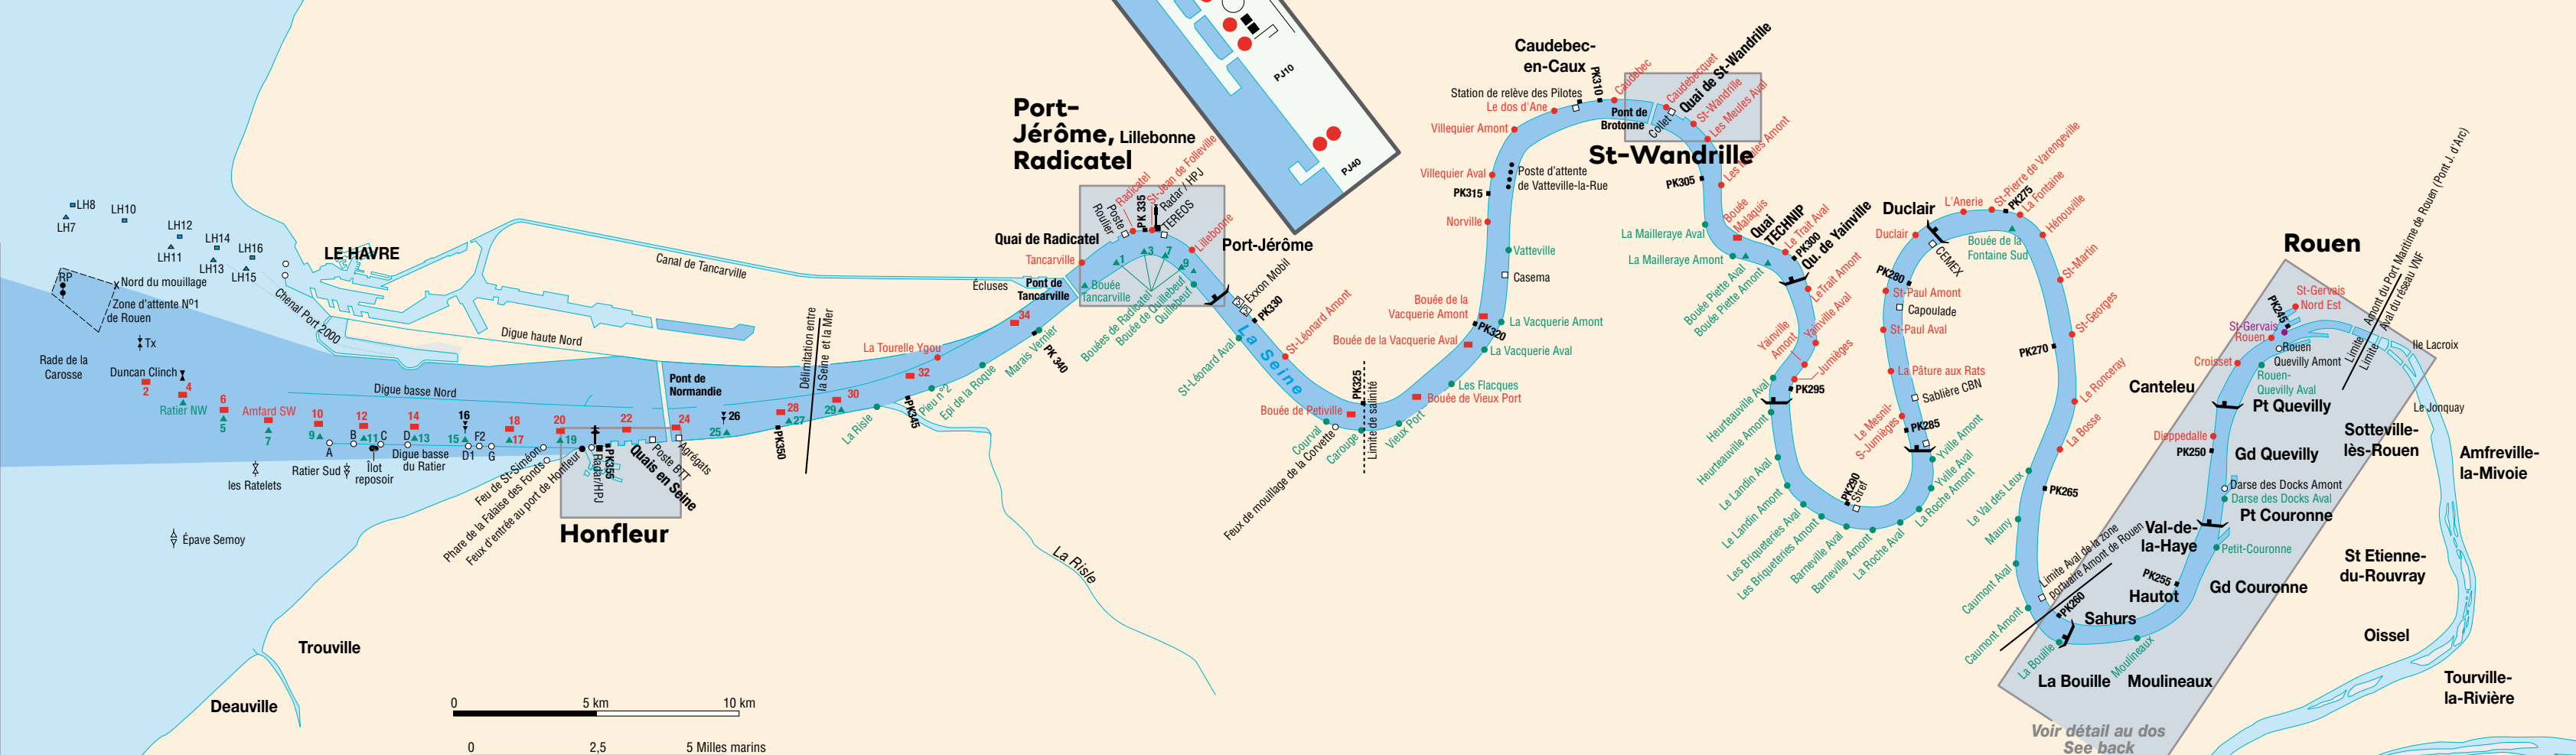 LH8
LH7
LH10
LH12
LH11
LH14
LH13
LH16
LH15
LE HAVRE
RP
Nord du mouillage
Zone d'attente Nº1
de Rouen
Tx
Rade de la
Carosse
Duncan Clinch
2
4
Ratier NW
6
5
Amfard SW
7
10
9
12
11
14
13
16
15
18
17
20
19
22
24
26
25
28
27
30
29
32
34
A
B
C
D
D1
F2
G
Ratier Sud
les Ratelets
Îlot
reposoir
Digue basse
du Ratier
Épave Semoy
Chenal Port 2000
Canal de Tancarville
Digue haute Nord
Digue basse Nord
Pont de
Normandie
Feu de St-Siméon
Phare de la Falaise des Fonds
Feux d'entrée au port de Honfleur
Radar/HPJ
PK355
Quais en Seine
Poste BTT
Agrégats
Honfleur
Trouville
Deauville
0
5 km
10 km
0
2,5
5 Milles marins
Délimitation entre
la Seine et la Mer
PK350
La Risle
PK345
Pieu n°2
Epi de la Roque
Marais Vernier
PK 340
La Tourelle Ygou
La Risle
Écluses
Pont de
Tancarville
Tancarville
Quai de Radicatel
Port-
Jérôme,
Radicatel
Lillebonne
Poste
Roulier
Radicatel
PK 335
St-Jean de Folleville
Radar / HPJ
TEREOS
Lillebonne
Port-Jérôme
1
3
7
9
Bouée
Tancarville
Bouées de Radicatel
Bouée de Quillebeuf
Quillebeuf
Exxon Mobil
PK330
La Seine
St-Léonard Amont
St-Léonard Aval
PJ10
PJ40
PK325
Limite de salinité
Bouée de Petiville
Courval
Feux de mouillage de la Corvette
Carouge
Vieux Port
Bouée de Vieux Port
Les Flacques
La Vacquerie Aval
La Vacquerie Amont
PK320
Bouée de la
Vacquerie Amont
Bouée de la Vacquerie Aval
Casema
Vatteville
Norville
PK315
Villequier Aval
Poste d'attente
de Vatteville-la-Rue
Villequier Amont
Le dos d'Ane
Station de relève des Pilotes
Caudebec-
en-Caux
PK310
Caudebec
Pont de
Brotonne
Caudebecquet
Quai de St-Wandrille
Collet
St-Wandrille
Les Meules Aval
Les Meules Amont
St-Wandrille
PK305
La Mailleraye Aval
La Mailleraye Amont
Bouée
Malaquis
Quai
TECHNIP
Le Trait Aval
PK300
Qu. de Yainville
Bouée Piette Aval
Bouée Piette Amont
Le Trait Amont
Yainville Aval
Yainville
Amont
Jumièges
PK295
Heurteauville Aval
Heurteauville Amont
Le Landin Aval
Le Landin Amont
Les Briqueteries Aval
Les Briqueteries Amont
Barneville Aval
Barneville Amont
La Roche Aval
La Roche Amont
Yville Aval
Yville Amont
PK290
Stref
PK285
Le Mesnil-
S-Jumièges
Sablière CBN
La Pâture aux Rats
St-Paul Aval
Capoulade
St-Paul Amont
PK280
CEMEX
Duclair
Duclair
L'Anerie
St-Pierre de Varengeville
PK275
La Fontaine
Bouée de la
Fontaine Sud
Hénouville
St-Martin
St-Georges
PK270
Le Ronceray
La Bosse
PK265
Le Val des Leux
Mauny
Caumont Aval
Caumont Amont
Limite Aval de la zone
portuaire Amont de Rouen
PK260
La Bouille
Moulineaux
Sahurs
La Bouille
Moulineaux
Hautot
PK255
Val-de-
la-Haye
Petit-Couronne
Gd Couronne
Pt Couronne
Darse des Docks Amont
Darse des Docks Aval
Gd Quevilly
PK250
Dieppedalle
Pt Quevilly
Canteleu
Croisset
Rouen-
Quevilly Aval
Rouen
Quevilly Amont
St-Gervais
Rouen
PK245
St-Gervais
Nord Est
Rouen
Limite
Limite
Amont du Port Maritime de Rouen (Pont J. d'Arc)
Aval du réseau VNF
Ile Lacroix
Le Jonquay
Sotteville-
lès-Rouen
Amfreville-
la-Mivoie
St Etienne-
du-Rouvray
Oissel
Tourville-
la-Rivière
Voir détail au dos
See back